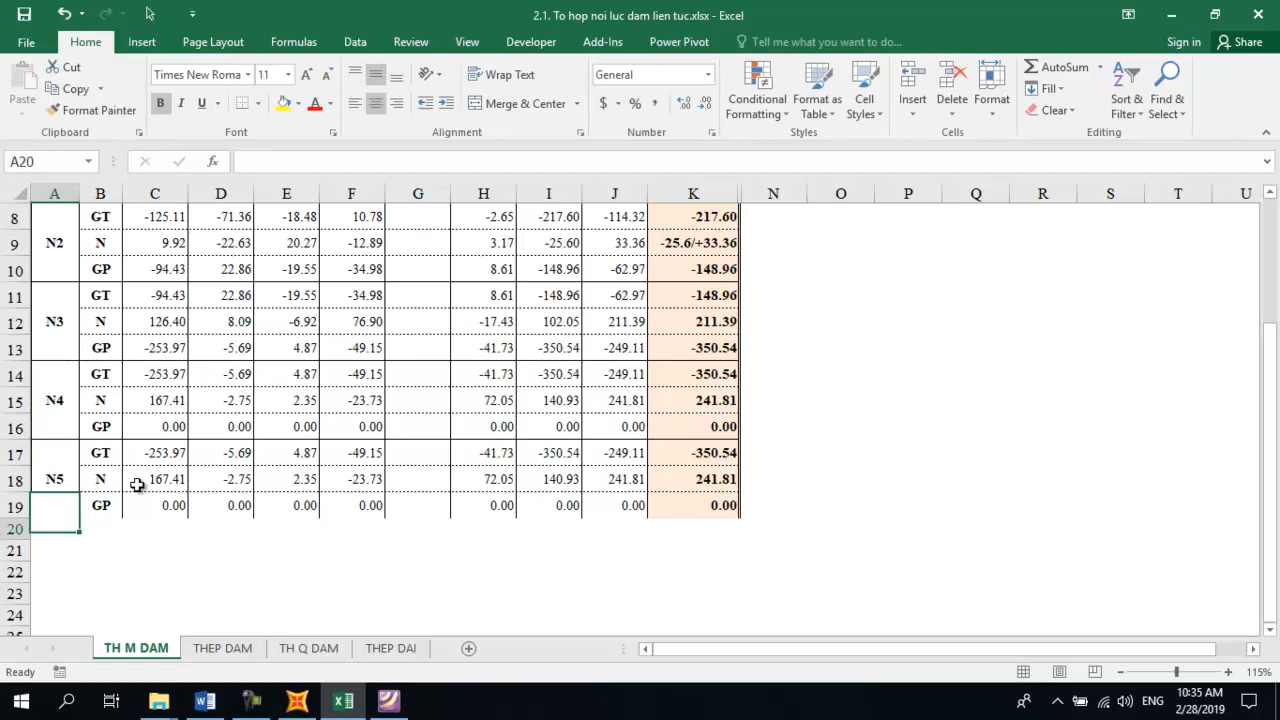 2.1. To hop noi luc dam lien tuc.xlsx - Excel
File Home Insert Page Layout Formulas Data Review View Developer Add-Ins Power Pivot Tell me what you want to do... Sign in Share
Cut Times New Roma 11 Wrap Text General AutoSum
Copy Fill
Paste Format Painter B I U Merge & Center $ % Conditional Formatting Format as Table Cell Styles Insert Delete Format Clear Sort & Filter Find & Select
Clipboard Font Alignment Number Styles Cells Editing
A20 fx
A B C D E F G H I J K N O P Q R S T U
8 GT -125.11 -71.36 -18.48 10.78 -2.65 -217.60 -114.32 -217.60
9 N2 N 9.92 -22.63 20.27 -12.89 3.17 -25.60 33.36 -25.6/+33.36
10 GP -94.43 22.86 -19.55 -34.98 8.61 -148.96 -62.97 -148.96
11 GT -94.43 22.86 -19.55 -34.98 8.61 -148.96 -62.97 -148.96
12 N3 N 126.40 8.09 -6.92 76.90 -17.43 102.05 211.39 211.39
13 GP -253.97 -5.69 4.87 -49.15 -41.73 -350.54 -249.11 -350.54
14 GT -253.97 -5.69 4.87 -49.15 -41.73 -350.54 -249.11 -350.54
15 N4 N 167.41 -2.75 2.35 -23.73 72.05 140.93 241.81 241.81
16 GP 0.00 0.00 0.00 0.00 0.00 0.00 0.00 0.00
17 GT -253.97 -5.69 4.87 -49.15 -41.73 -350.54 -249.11 -350.54
18 N5 N 167.41 -2.75 2.35 -23.73 72.05 140.93 241.81 241.81
19 GP 0.00 0.00 0.00 0.00 0.00 0.00 0.00 0.00
20
21
22
23
24
TH M DAM THEP DAM TH Q DAM THEP DAI
Ready 115%
ENG 10:35 AM
2/28/2019